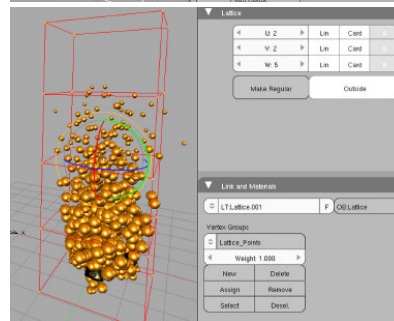 Lattice
U: 2 Lin Card B
V: 2 Lin Card B
W: 5 Lin Card B
Make Regular Outside
Link and Materials
LT:Lattice.001 F OB:Lattice
Vertex Groups
Lattice_Points
Weight: 1.000
New Delete
Assign Remove
Select Desel.